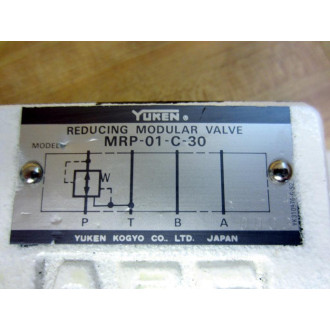 YUKEN®
REDUCING MODULAR VALVE
MODEL MRP-01-C-30
W
P T B A
YUKEN KOGYO CO., LTD. JAPAN